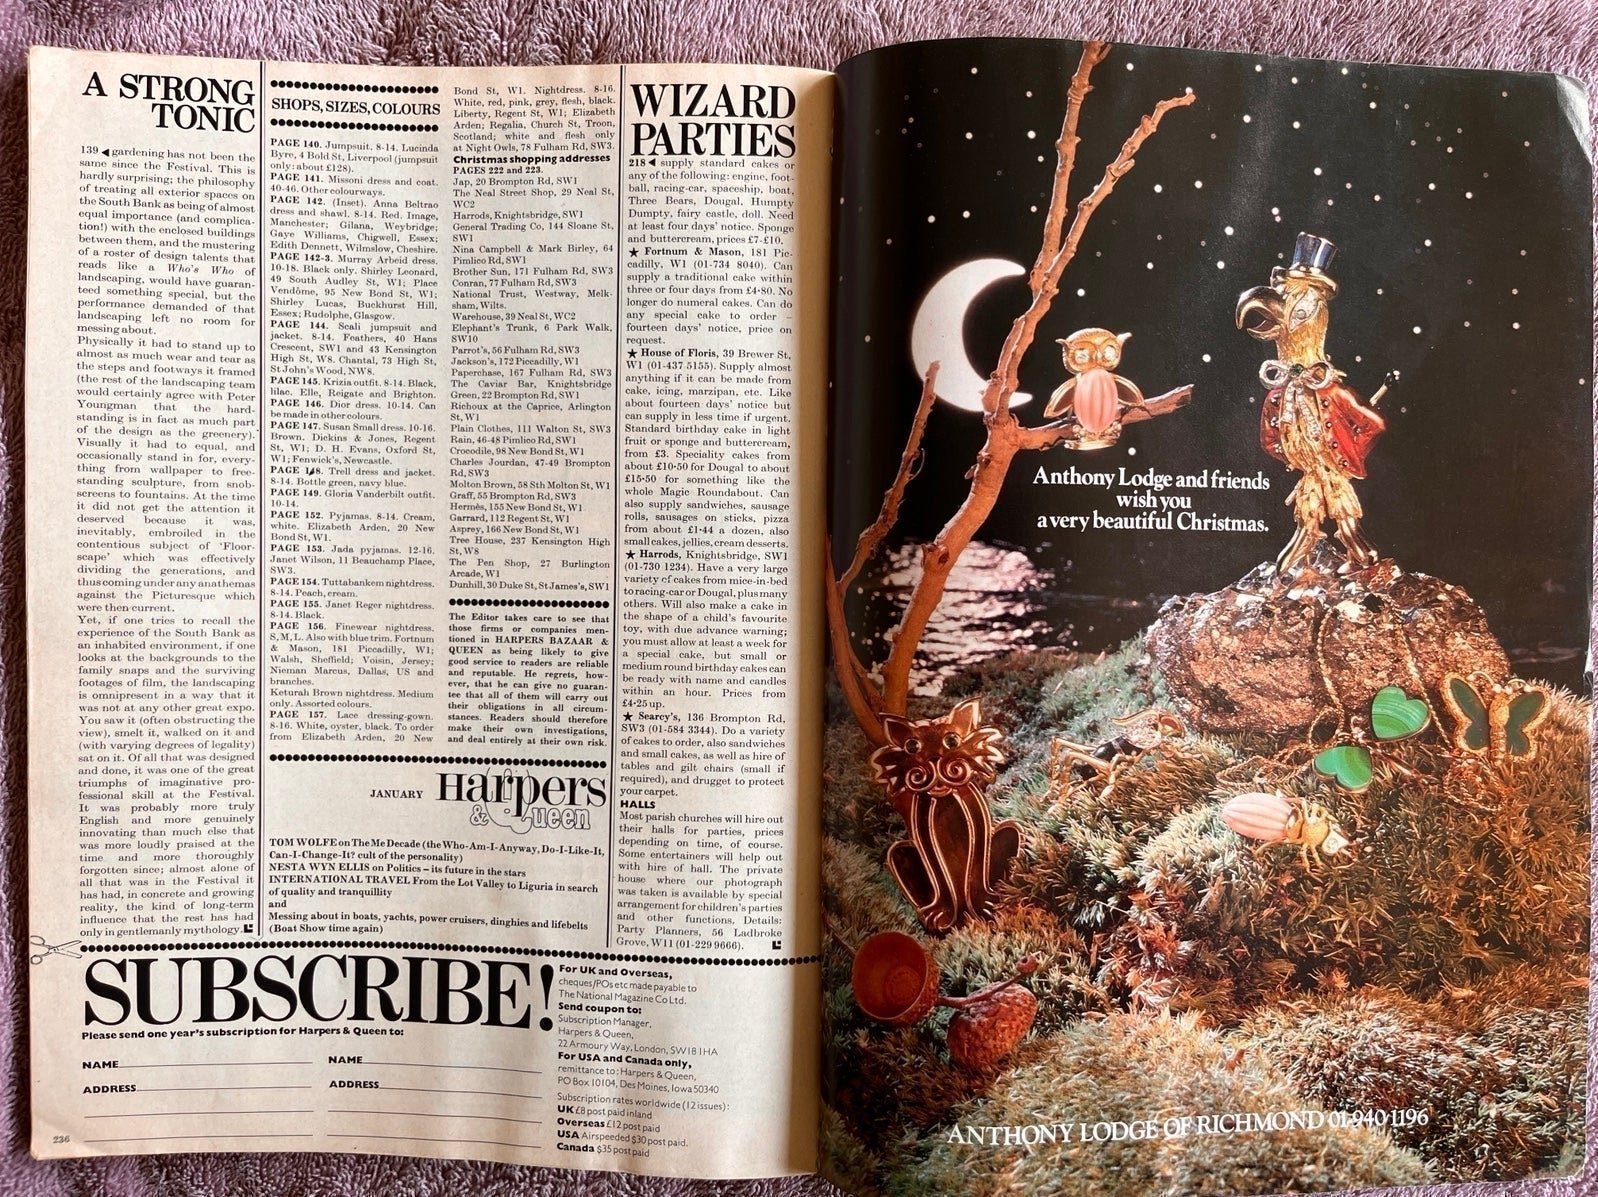 A STRONG
TONIC
139 ◀ gardening has not been the
same since the Festival. This is
hardly surprising; the philosophy
of treating all exterior spaces on
the South Bank as being of almost
equal importance (and complica-
tion!) with the enclosed buildings
between them, and the mustering
of a roster of design talents that
reads like a Who's Who of
landscaping, would have guaran-
teed something special, but the
performance demanded of that
landscaping left no room for
messing about.
Physically it had to stand up to
almost as much wear and tear as
the steps and footways it framed
(the rest of the landscaping team
would certainly agree with Peter
Youngman that the hard-
standing is in fact as much part
of the design as the greenery).
Visually it had to equal, and
occasionally stand in for, every-
thing from wallpaper to free-
standing sculpture, from snob-
screens to fountains. At the time
it did not get the attention it
deserved because it was,
inevitably, embroiled in the
contentious subject of 'Floor-
scape' which was effectively
dividing the generations, and
thus coming under any anathemas
against the Picturesque which
were then current.
Yet, if one tries to recall the
experience of the South Bank as
an inhabited environment, if one
looks at the backgrounds to the
family snaps and the surviving
footages of film, the landscaping
is omnipresent in a way that it
was not at any other great expo.
You saw it (often obstructing the
view), smelt it, walked on it and
(with varying degrees of legality)
sat on it. Of all that was designed
and done, it was one of the great
triumphs of imaginative pro-
fessional skill at the Festival.
It was probably more truly
English and more genuinely
innovating than much else that
was more loudly praised at the
time and more thoroughly
forgotten since; almost alone of
all that was in the Festival it
has had, in concrete and growing
reality, the kind of long-term
influence that the rest has had
only in gentlemanly mythology.
SHOPS, SIZES, COLOURS
PAGE 140. Jumpsuit. 8-14. Lucinda
Byre, 4 Bold St, Liverpool (jumpsuit
only: about £128).
PAGE 141. Missoni dress and coat.
40-46. Other colourways.
PAGE 142. (Inset). Anna Beltrao
dress and shawl. 8-14. Red. Image,
Manchester; Gilana, Weybridge;
Gaye Williams, Chigwell, Essex;
Edith Dennett, Wilmslow, Cheshire.
PAGE 142-3. Murray Arbeid dress.
10-18. Black only. Shirley Leonard,
49 South Audley St, W1; Place
Vendôme, 95 New Bond St, W1;
Shirley Lucas, Buckhurst Hill,
Essex; Rudolphe, Glasgow.
PAGE 144. Scali jumpsuit and
jacket. 8-14. Feathers, 40 Hans
Crescent, SW1 and 43 Kensington
High St, W8. Chantal, 73 High St,
St John's Wood, NW8.
PAGE 145. Krizia outfit. 8-14. Black,
lilac. Elle, Reigate and Brighton.
PAGE 146. Dior dress. 10-14. Can
be made in other colours.
PAGE 147. Susan Small dress. 10-16.
Brown. Dickins & Jones, Regent
St, W1; D. H. Evans, Oxford St,
W1; Fenwick's, Newcastle.
PAGE 148. Trell dress and jacket.
8-14. Bottle green, navy blue.
PAGE 149. Gloria Vanderbilt outfit.
10-14.
PAGE 152. Pyjamas. 8-14. Cream,
white. Elizabeth Arden, 20 New
Bond St, W1.
PAGE 153. Jada pyjamas. 12-16.
Janet Wilson, 11 Beauchamp Place,
SW3.
PAGE 154. Tuttabankem nightdress.
8-14. Peach, cream.
PAGE 155. Janet Reger nightdress.
8-14. Black.
PAGE 156. Finewear nightdress.
S, M, L. Also with blue trim. Fortnum
& Mason, 181 Piccadilly, W1;
Walsh, Sheffield; Voisin, Jersey;
Nieman Marcus, Dallas, US and
branches.
Keturah Brown nightdress. Medium
only. Assorted colours.
PAGE 157. Lace dressing-gown.
8-16. White, oyster, black. To order
from Elizabeth Arden, 20 New
Bond St, W1. Nightdress. 8-16.
White, red, pink, grey, flesh, black.
Liberty, Regent St, W1; Elizabeth
Arden; Regalia, Church St, Troon,
Scotland; white and flesh only
at Night Owls, 78 Fulham Rd, SW3.
Christmas shopping addresses
PAGES 222 and 223.
Jap, 20 Brompton Rd, SW1
The Neal Street Shop, 29 Neal St,
WC2
Harrods, Knightsbridge, SW1
General Trading Co, 144 Sloane St,
SW1
Nina Campbell & Mark Birley, 64
Pimlico Rd, SW1
Brother Sun, 171 Fulham Rd, SW3
Conran, 77 Fulham Rd, SW3
National Trust, Westway, Melk-
sham, Wilts.
Warehouse, 39 Neal St, WC2
Elephant's Trunk, 6 Park Walk,
SW10
Parrot's, 56 Fulham Rd, SW3
Jackson's, 172 Piccadilly, W1
Paperchase, 167 Fulham Rd, SW3
The Caviar Bar, Knightsbridge
Green, 22 Brompton Rd, SW1
Richoux at the Caprice, Arlington
St, W1
Plain Clothes, 111 Walton St, SW3
Rain, 46-48 Pimlico Rd, SW1
Crocodile, 98 New Bond St, W1
Charles Jourdan, 47-49 Brompton
Rd, SW3
Molton Brown, 58 Sth Molton St, W1
Graff, 55 Brompton Rd, SW3
Hermès, 155 New Bond St, W1
Garrard, 112 Regent St, W1
Asprey, 166 New Bond St, W1
Tree House, 237 Kensington High
St, W8
The Pen Shop, 27 Burlington
Arcade, W1
Dunhill, 30 Duke St, St James's, SW1
The Editor takes care to see that
those firms or companies men-
tioned in HARPERS BAZAAR &
QUEEN as being likely to give
good service to readers are reliable
and reputable. He regrets, how-
ever, that he can give no guaran-
tee that all of them will carry out
their obligations in all circum-
stances. Readers should therefore
make their own investigations,
and deal entirely at their own risk.
JANUARY Harpers
& Queen
TOM WOLFE on The Me Decade (the Who-Am-I-Anyway, Do-I-Like-It,
Can-I-Change-It? cult of the personality)
NESTA WYN ELLIS on Politics – its future in the stars
INTERNATIONAL TRAVEL From the Lot Valley to Liguria in search
of quality and tranquillity
and
Messing about in boats, yachts, power cruisers, dinghies and lifebelts
(Boat Show time again)
WIZARD
PARTIES
218 ◀ supply standard cakes or
any of the following: engine, foot-
ball, racing-car, spaceship, boat,
Three Bears, Dougal, Humpty
Dumpty, fairy castle, doll. Need
at least four days' notice. Sponge
and buttercream, prices £7-£10.
★ Fortnum & Mason, 181 Pic-
cadilly, W1 (01-734 8040). Can
supply a traditional cake within
three or four days from £4·80. No
longer do numeral cakes. Can do
any special cake to order –
fourteen days' notice, price on
request.
★ House of Floris, 39 Brewer St,
W1 (01-437 5155). Supply almost
anything if it can be made from
cake, icing, marzipan, etc. Like
about fourteen days' notice but
can supply in less time if urgent.
Standard birthday cake in light
fruit or sponge and buttercream,
from £3. Speciality cakes from
about £10·50 for Dougal to about
£15·50 for something like the
whole Magic Roundabout. Can
also supply sandwiches, sausage
rolls, sausages on sticks, pizza
from about £1·44 a dozen, also
small cakes, jellies, cream desserts.
★ Harrods, Knightsbridge, SW1
(01-730 1234). Have a very large
variety of cakes from mice-in-bed
to racing-car or Dougal, plus many
others. Will also make a cake in
the shape of a child's favourite
toy, with due advance warning;
you must allow at least a week for
a special cake, but small or
medium round birthday cakes can
be ready with name and candles
within an hour. Prices from
£4·25 up.
★ Searcy's, 136 Brompton Rd,
SW3 (01-584 3344). Do a variety
of cakes to order, also sandwiches
and small cakes, as well as hire of
tables and gilt chairs (small if
required), and drugget to protect
your carpet.
HALLS
Most parish churches will hire out
their halls for parties, prices
depending on time, of course.
Some entertainers will help out
with hire of hall. The private
house where our photograph
was taken is available by special
arrangement for children's parties
and other functions. Details:
Party Planners, 56 Ladbroke
Grove, W11 (01-229 9666).
SUBSCRIBE!
Please send one year's subscription for Harpers & Queen to:
NAME
ADDRESS
NAME
ADDRESS
For UK and Overseas,
cheques/POs etc made payable to
The National Magazine Co Ltd.
Send coupon to:
Subscription Manager,
Harpers & Queen,
22 Armoury Way, London, SW18 1HA
For USA and Canada only,
remittance to: Harpers & Queen,
PO Box 10104, Des Moines, Iowa 50340
Subscription rates worldwide (12 issues):
UK £8 post paid inland
Overseas £12 post paid
USA Airspeeded $30 post paid.
Canada $35 post paid
236
Anthony Lodge and friends
wish you
a very beautiful Christmas.
ANTHONY LODGE OF RICHMOND 01-940 1196